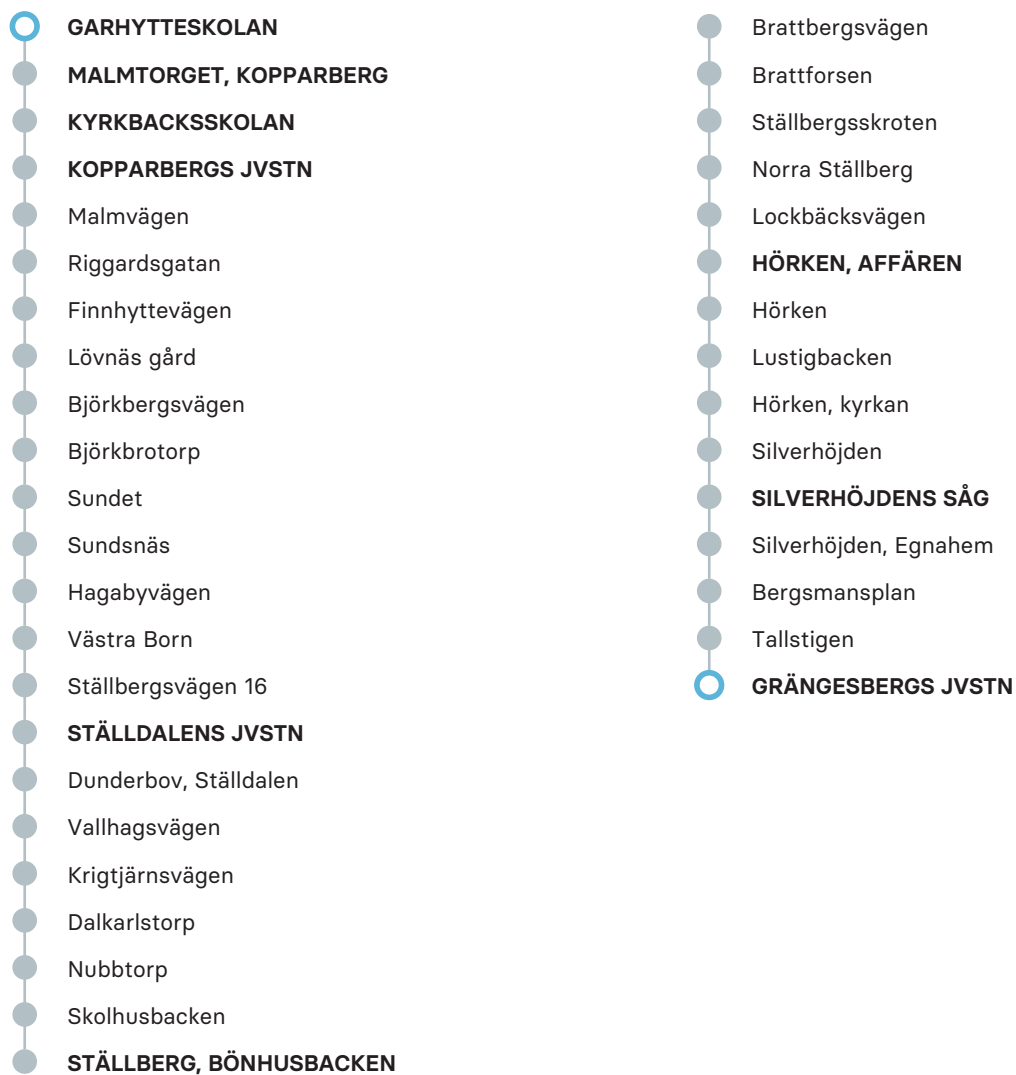 GARHYTTESKOLAN
MALMTORGET, KOPPARBERG
KYRKBACKSSKOLAN
KOPPARBERGS JVSTN
Malmvägen
Riggardsgatan
Finnhyttevägen
Lövnäs gård
Björkbergsvägen
Björkbrotorp
Sundet
Sundsnäs
Hagabyvägen
Västra Born
Ställbergsvägen 16
STÄLLDALENS JVSTN
Dunderbov, Ställdalen
Vallhagsvägen
Krigtjärnsvägen
Dalkarlstorp
Nubbtorp
Skolhusbacken
STÄLLBERG, BÖNHUSBACKEN
Brattbergsvägen
Brattforsen
Ställbergsskroten
Norra Ställberg
Lockbäcksvägen
HÖRKEN, AFFÄREN
Hörken
Lustigbacken
Hörken, kyrkan
Silverhöjden
SILVERHÖJDENS SÅG
Silverhöjden, Egnahem
Bergsmansplan
Tallstigen
GRÄNGESBERGS JVSTN